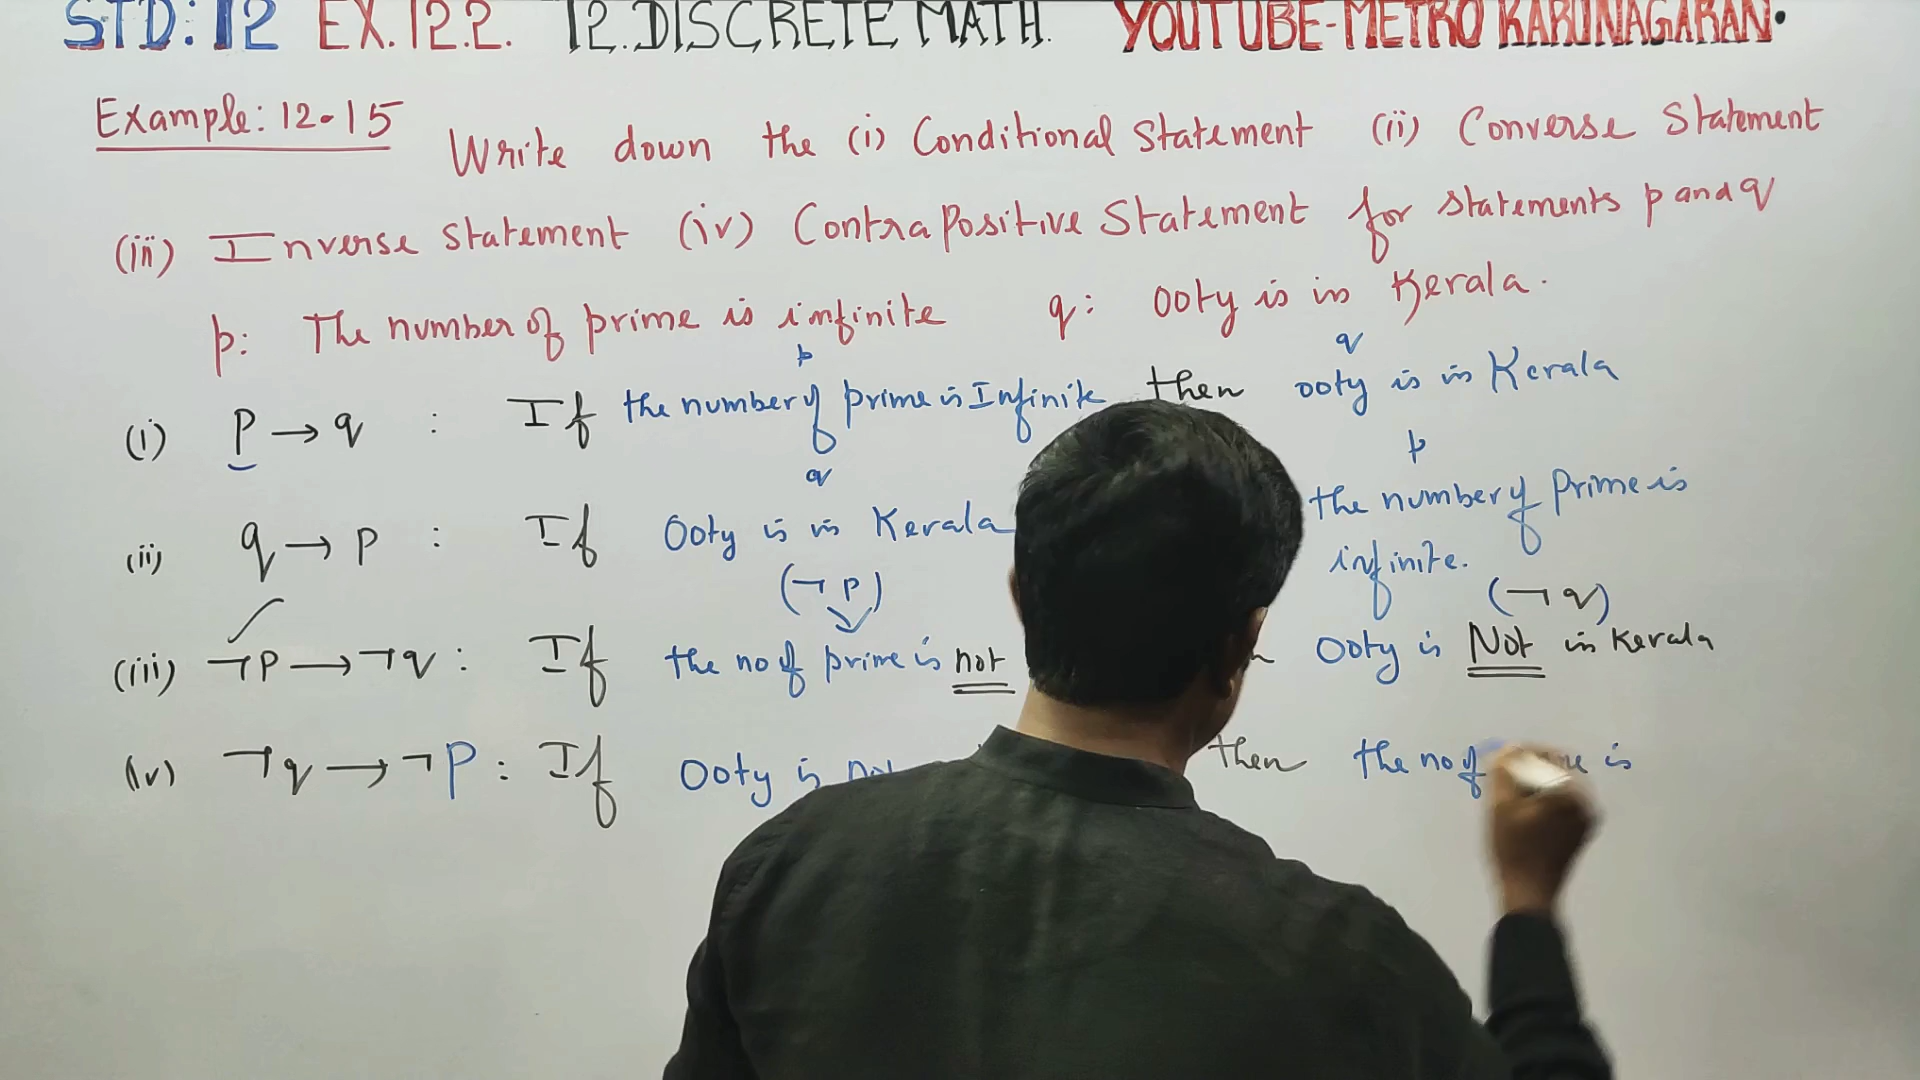 STD: 12 EX.12.2. 12.DISCRETE MATH. YOUTUBE-METRO KARUNAGARAN.
Example: 12-15 Write down the (i) Conditional Statement (ii) Converse Statement
(iii) Inverse statement (iv) Contrapositive Statement for statements p and q
p: The number of prime is infinite q: Ooty is in Kerala.
p q
(i) p → q : If the number of prime is Infinite then ooty is in Kerala
q p
(ii) q → p : If Ooty is in Kerala the number of prime is
infinite.
(¬ p) (¬ q)
(iii) ¬p → ¬q : If the no of prime is not Ooty is Not in Kerala
(iv) ¬q → ¬p : If Ooty is not then the no of is